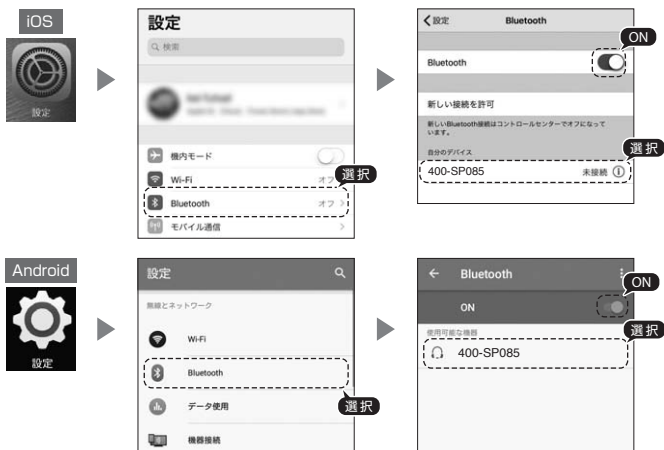 iOS
設定
設定
検索
機内モード
Wi-Fi
オフ
選択
Bluetooth
オフ
モバイル通信
設定
Bluetooth
ON
Bluetooth
新しい接続を許可
新しいBluetooth接続はコントロールセンターでオフになって
います。
自分のデバイス
選択
400-SP085
未接続
Android
設定
設定
無線とネットワーク
Wi-Fi
Bluetooth
選択
データ使用
機器接続
Bluetooth
ON
ON
使用可能な機器
選択
400-SP085